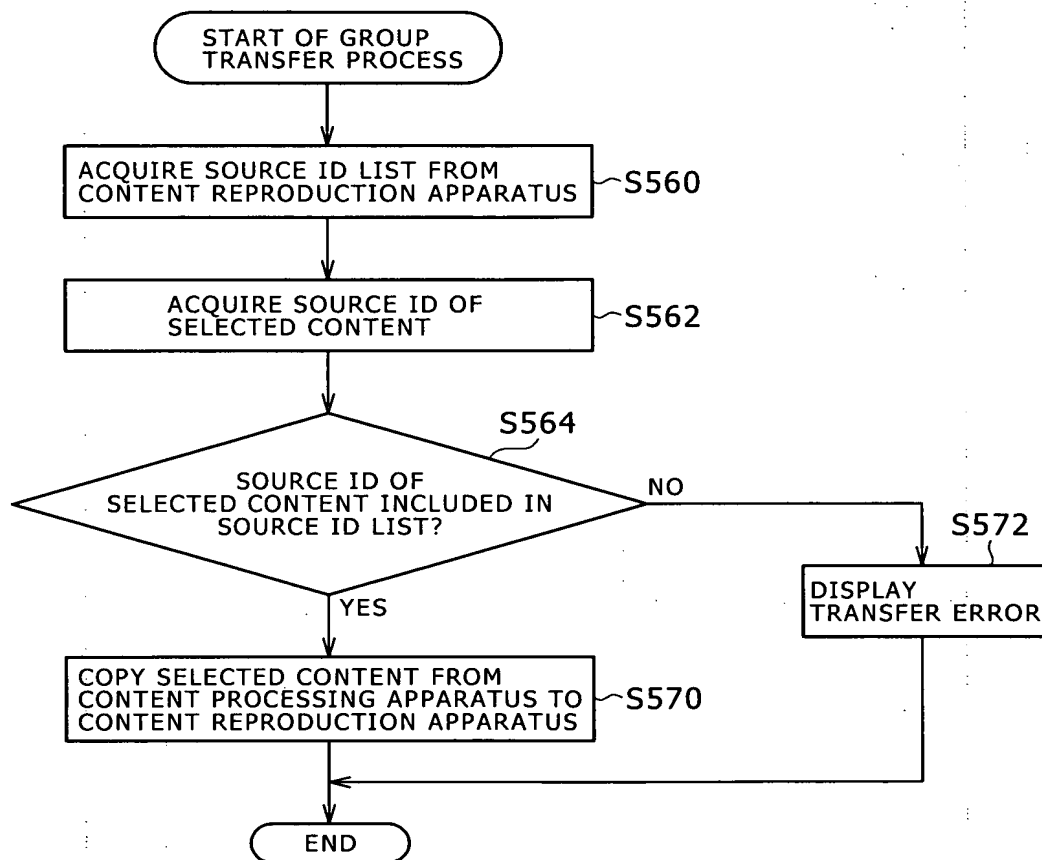 START OF GROUP
TRANSFER PROCESS
ACQUIRE SOURCE ID LIST FROM
CONTENT REPRODUCTION APPARATUS
S560
ACQUIRE SOURCE ID OF
SELECTED CONTENT
S562
S564
SOURCE ID OF
SELECTED CONTENT INCLUDED IN
SOURCE ID LIST?
NO
S572
DISPLAY
TRANSFER ERROR
YES
COPY SELECTED CONTENT FROM
CONTENT PROCESSING APPARATUS TO
CONTENT REPRODUCTION APPARATUS
S570
END